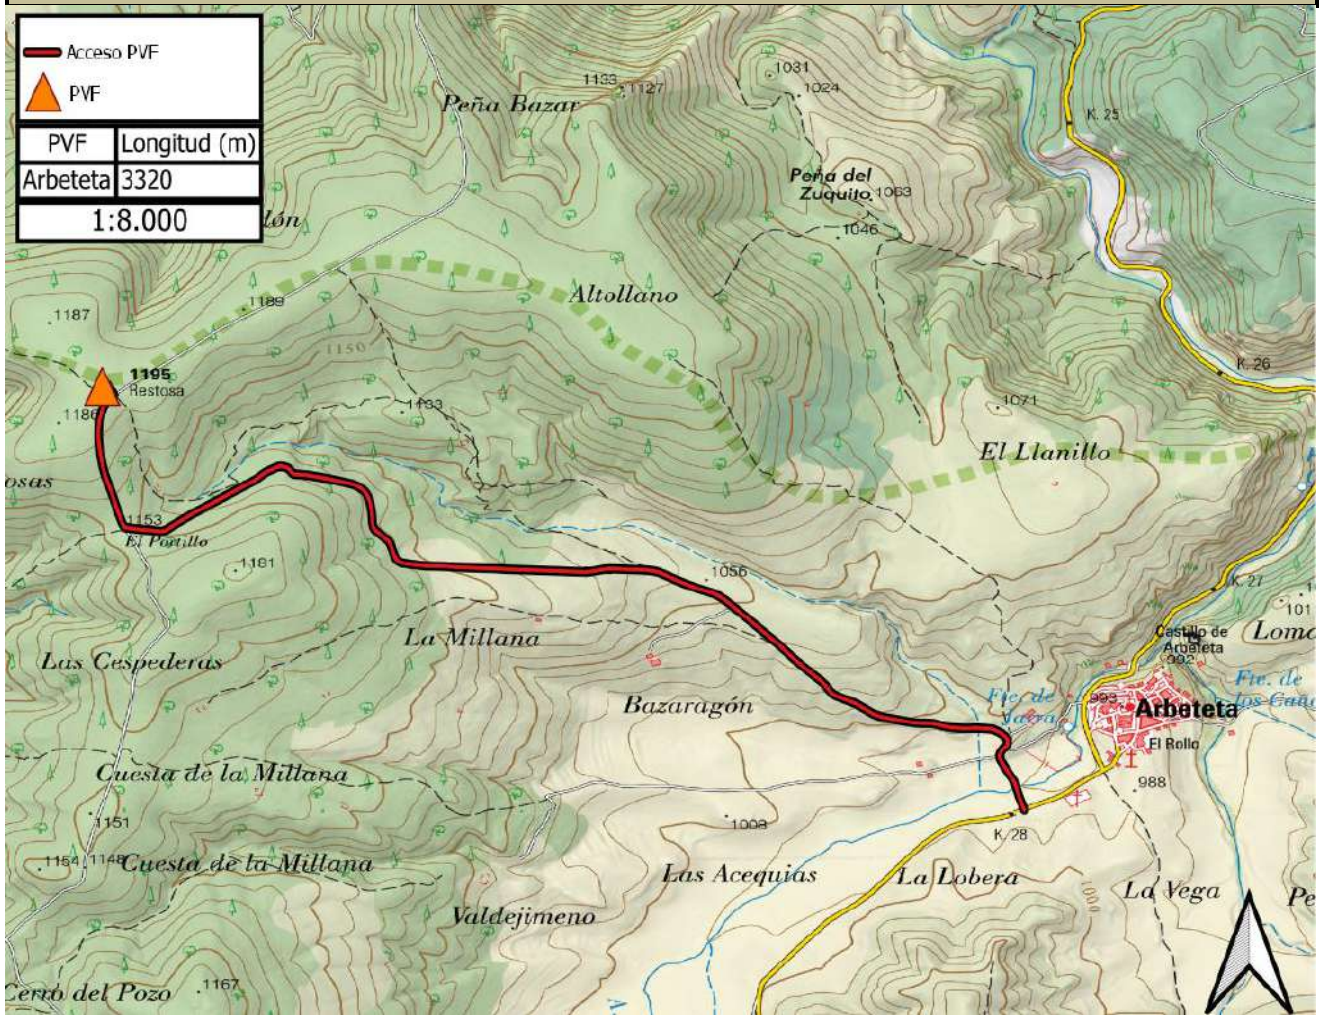 Acceso PVF
PVF
PVF Longitud (m)
Arbeteta 3320
1:8.000
1031
1133
1127
1024
Peña Bazar
K. 25
Peña del
Zuquito
1063
lón
1046
Altollano
1189
1187
1150
K. 26
1195
Restosa
1186
1133
1071
El Llanillo
osas
1153
El Portillo
1181
1056
K. 27
101
La Millana
Castillo de
Arbeteta
992
Loma
Las Cespederas
Fte. de
los Caños
Bazaragón
Fte. de
993
Arbeteta
El Rollo
Cuesta de la Millana
988
1151
1008
K. 28
1154
1148
Cuesta de la Millana
Las Acequias
La Lobera
La Vega
1000
Pe
Valdejimeno
Cerro del Pozo
1167
A